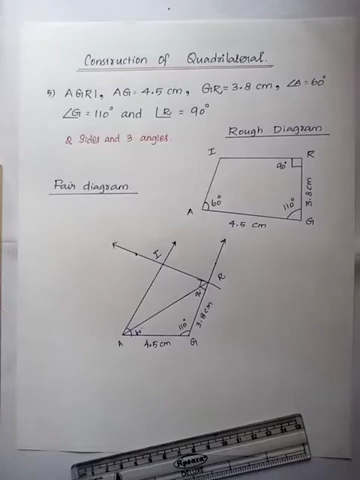 Construction Of Quadrilateral.
5) AGRI, AG = 4.5 cm, GR = 3.8 cm, ∠A = 60°
∠G = 110° and ∠R = 90°
2 sides and 3 angles.
Rough Diagram
I
R
90°
3.8 cm
60°
110°
A
4.5 cm
G
Fair diagram.
I
R
3.8 cm
60°
110°
A
4.5 cm
G
Apsara